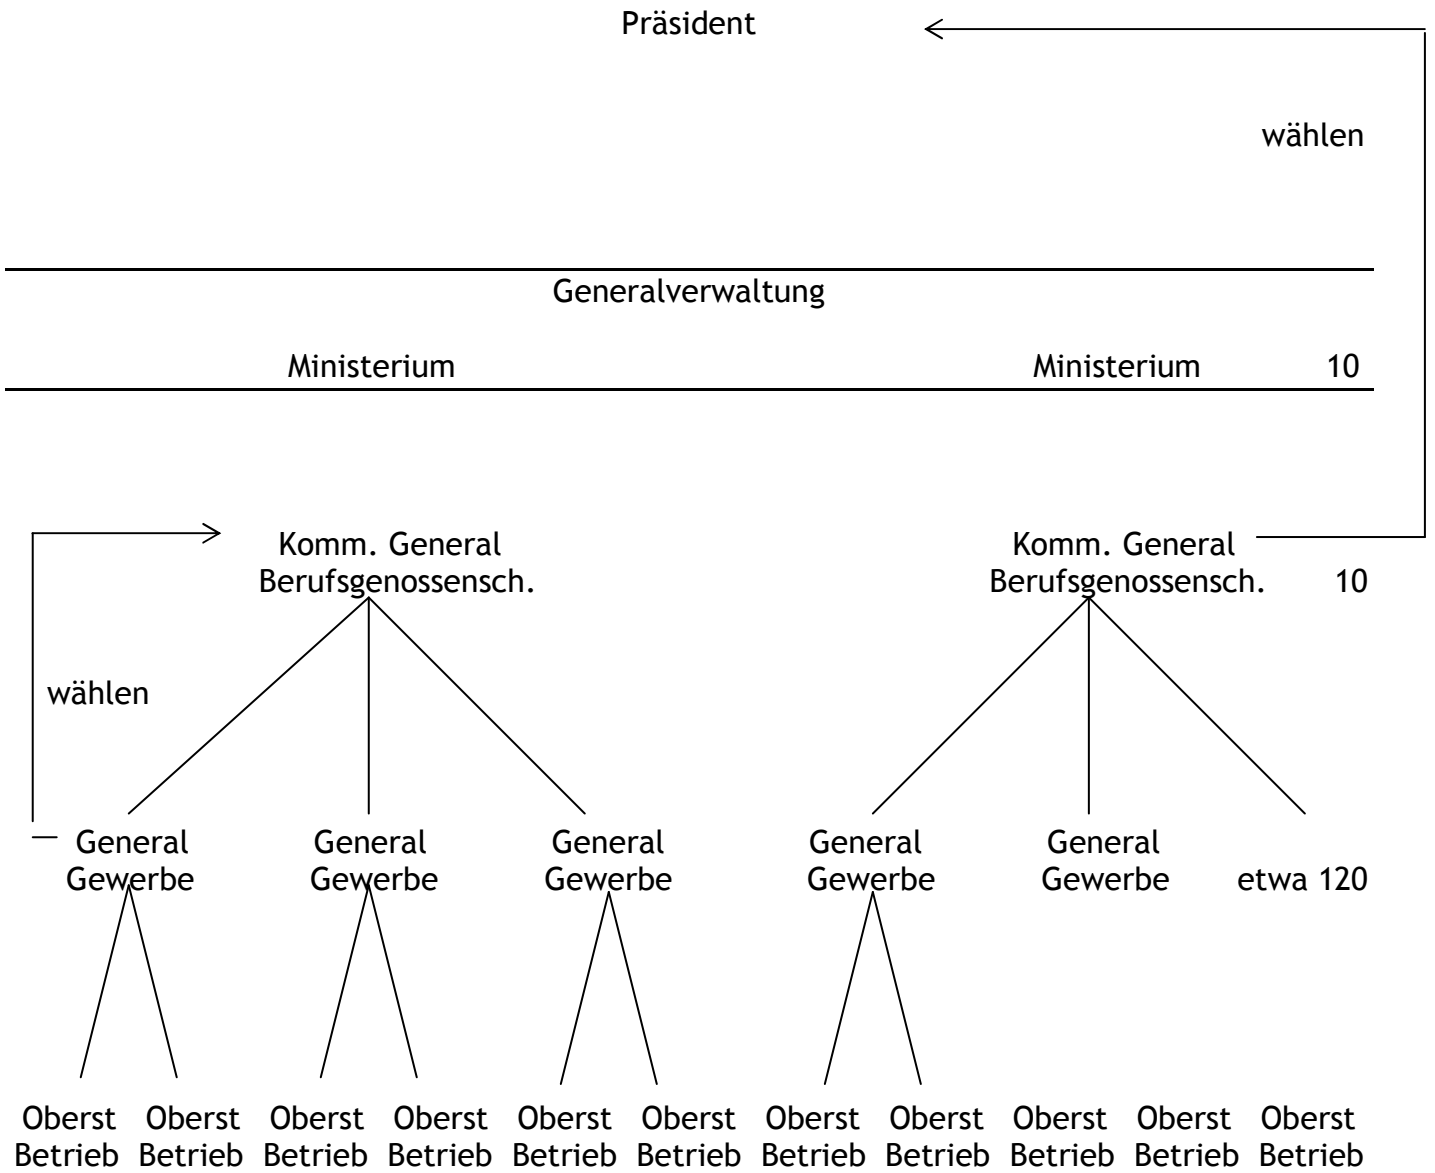 Präsident
wählen
Generalverwaltung
Ministerium Ministerium 10
Komm. General Komm. General
Berufsgenossensch. Berufsgenossensch. 10
wählen
General General General General General
Gewerbe Gewerbe Gewerbe Gewerbe Gewerbe etwa 120
Oberst Oberst Oberst Oberst Oberst Oberst Oberst Oberst Oberst Oberst Oberst
Betrieb Betrieb Betrieb Betrieb Betrieb Betrieb Betrieb Betrieb Betrieb Betrieb Betrieb